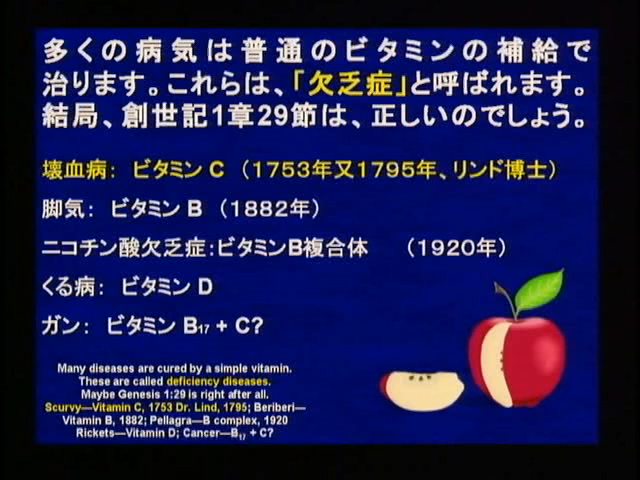 多くの病気は普通のビタミンの補給で
治ります。これらは、「欠乏症」と呼ばれます。
結局、創世記1章29節は、正しいのでしょう。
壊血病： ビタミン C （1753年又1795年、リンド博士）
脚気： ビタミン B （1882年）
ニコチン酸欠乏症：ビタミンB複合体 （1920年）
くる病： ビタミン D
ガン： ビタミン B₁₇ + C?
Many diseases are cured by a simple vitamin.
These are called deficiency diseases.
Maybe Genesis 1:29 is right after all.
Scurvy—Vitamin C, 1753 Dr. Lind, 1795; Beriberi—
Vitamin B, 1882; Pellagra—B complex, 1920
Rickets—Vitamin D; Cancer—B₁₇ + C?